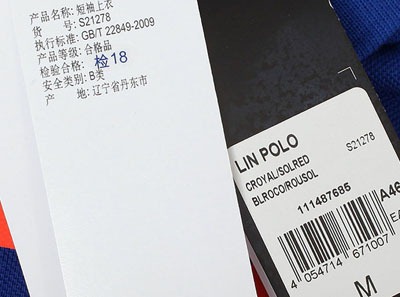 产品名称: 短袖上衣
货 号: S21278
执行标准: GB/T 22849-2009
产品等级: 合格品
检验合格: 检18
安全类别: B类
产 地: 辽宁省丹东市
LIN POLO
S21278
CROYAL/SOLRED
BLROCO/ROUSOL
111487685
A46
EA
4 054714 671007
M